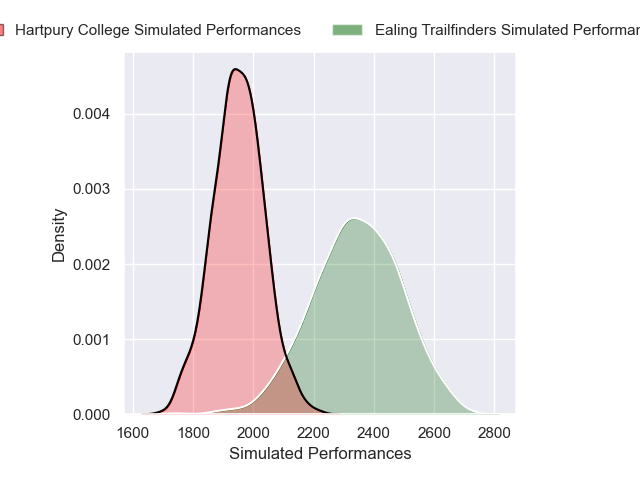 Hartpury College Simulated Performances Ealing Trailfinders Simulated
0.004
0.003
0.002
0.001
0.000
Density
1600 1800 2000 2200 2400 2600 2800
Simulated Performances